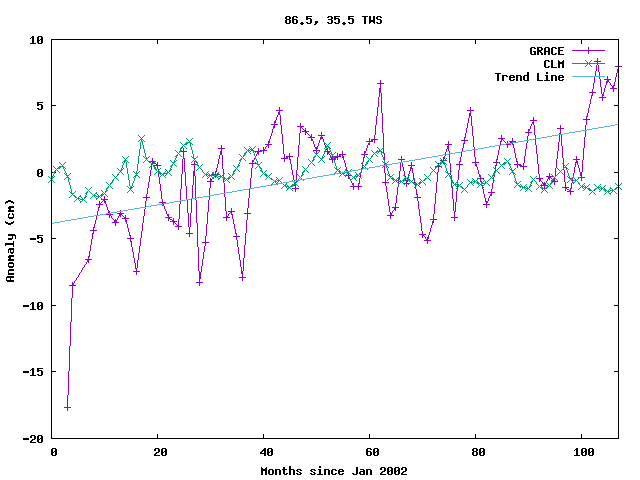 86.5, 35.5 TWS
GRACE
CLM
Trend Line
10
5
0
-5
-10
-15
-20
Anomaly (cm)
0 20 40 60 80 100
Months since Jan 2002